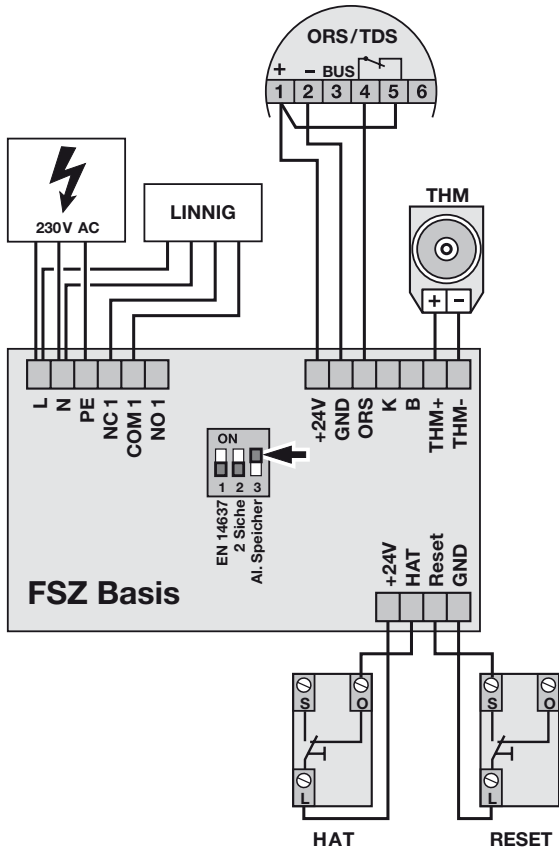 ORS/TDS
+ – BUS
1 2 3 4 5 6
230V AC
LINNIG
THM
+ –
L
N
PE
NC 1
COM 1
NO 1
+24V
GND
ORS
K
B
THM+
THM-
ON
1 2 3
EN 14637
2 Siche
Al. Speicher
FSZ Basis
+24V
HAT
Reset
GND
S O
L
HAT
S O
L
RESET